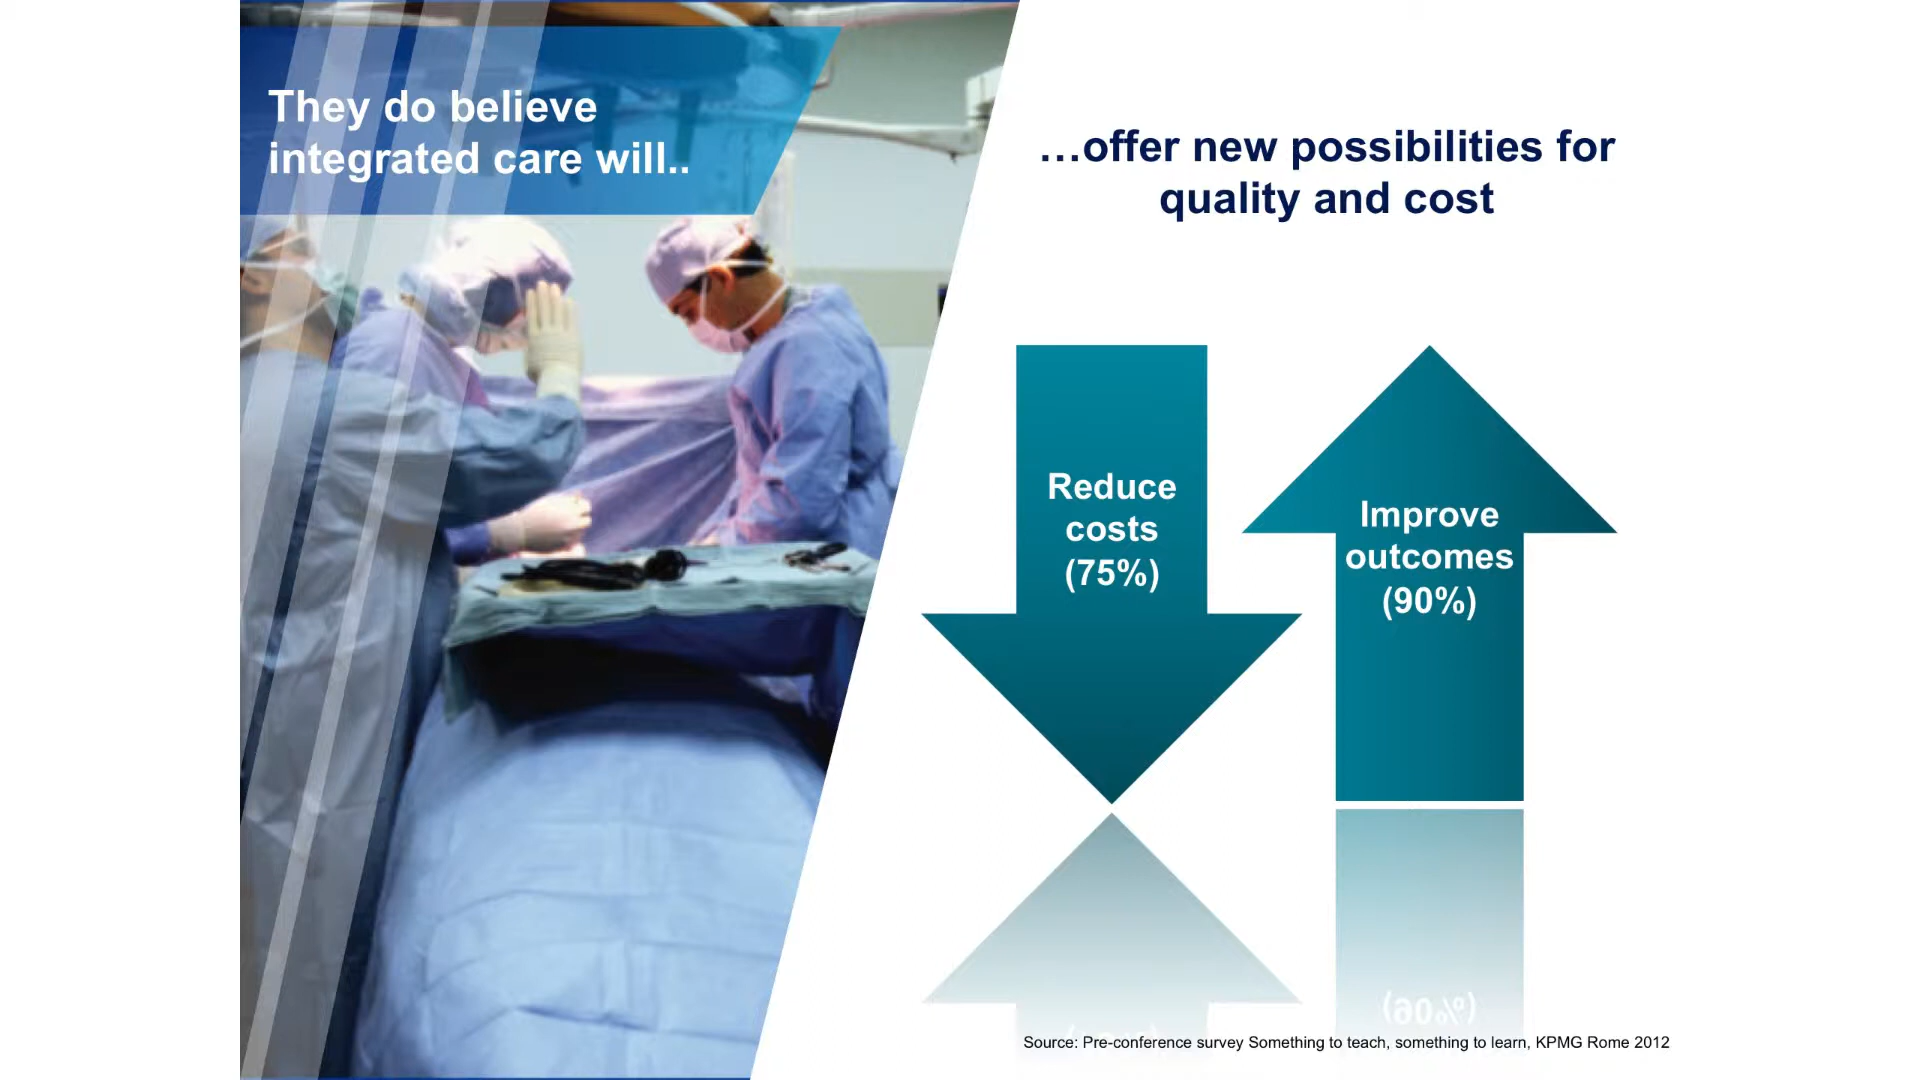 They do believe
integrated care will..
…offer new possibilities for
quality and cost
Reduce
costs
(75%)
Improve
outcomes
(90%)
Source: Pre-conference survey Something to teach, something to learn, KPMG Rome 2012